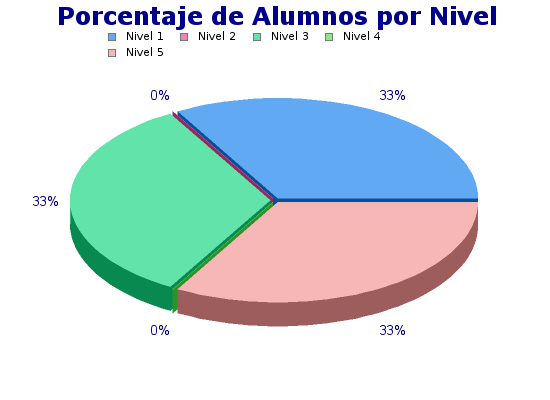 Porcentaje de Alumnos por Nivel
Nivel 1 Nivel 2 Nivel 3 Nivel 4
Nivel 5
0% 33%
33%
0% 33%